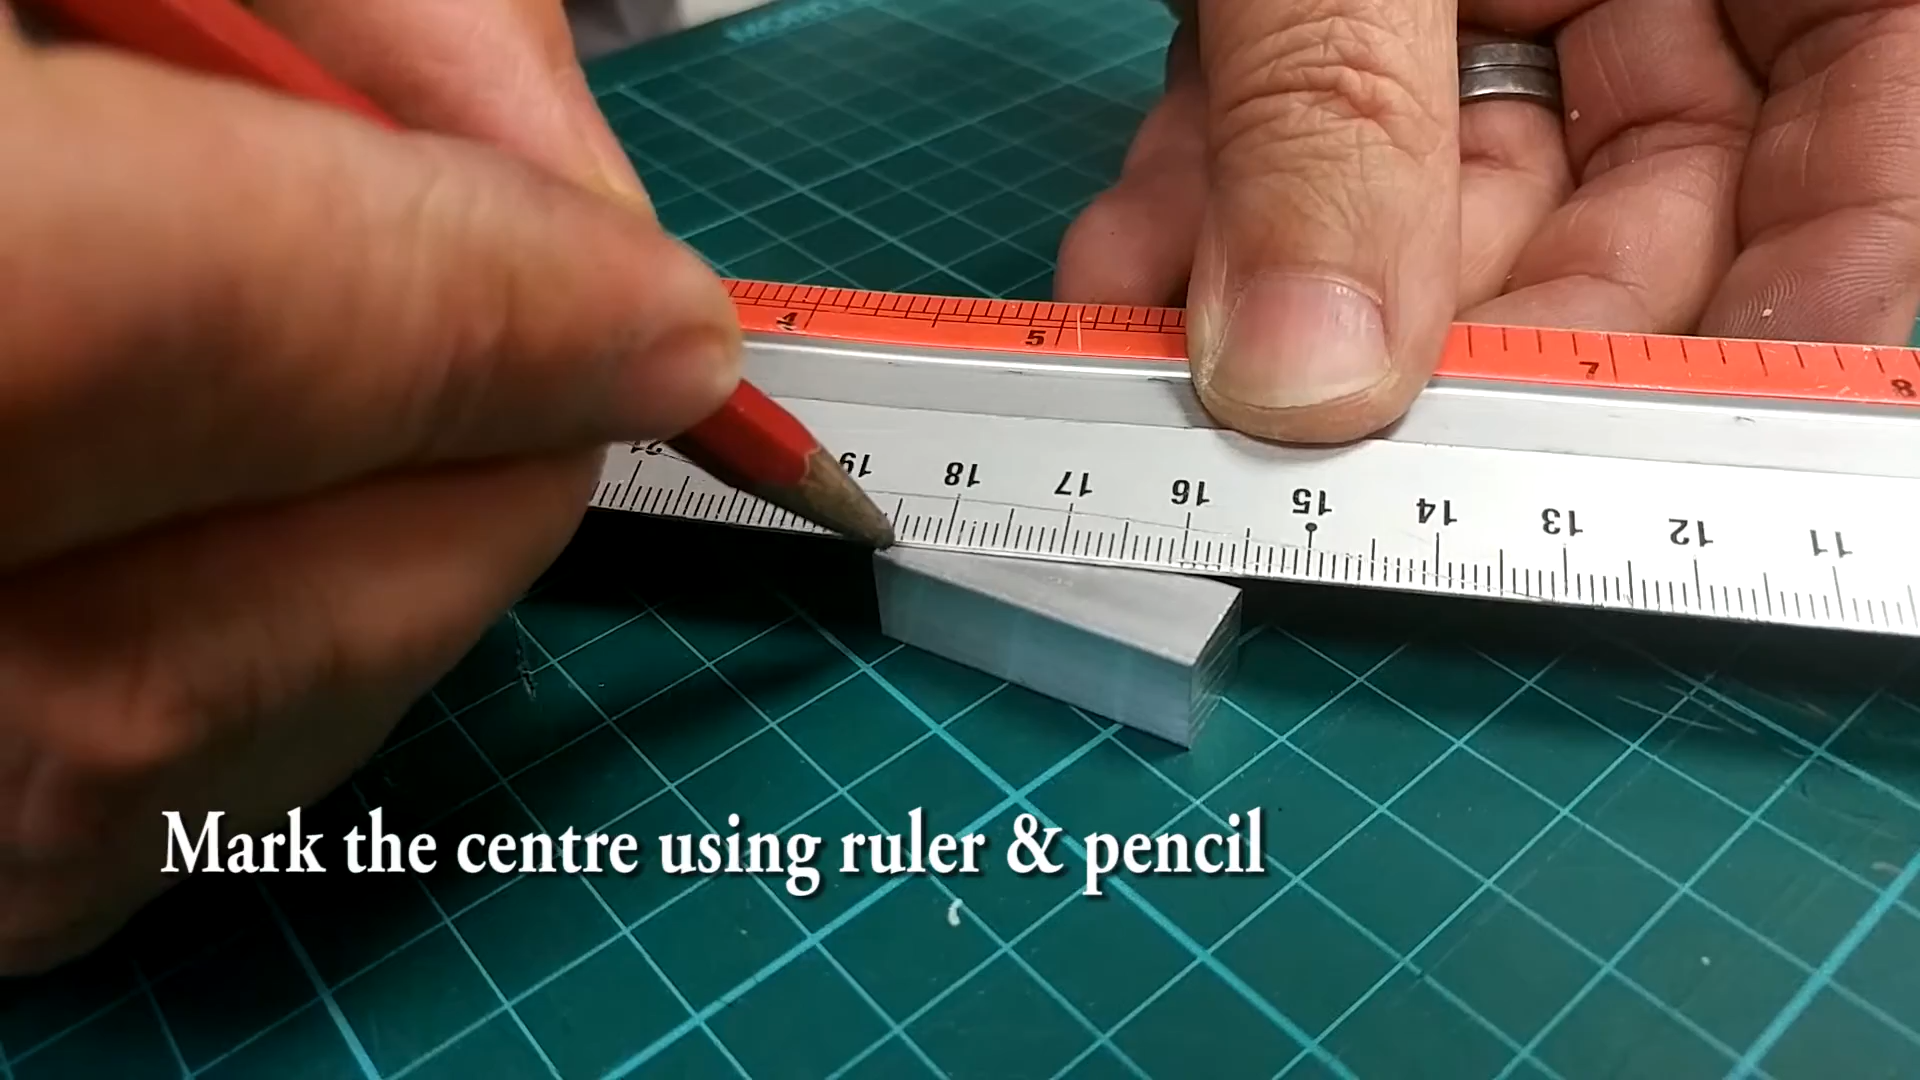 4 5 7 8
21 19 18 17 16 15 14 13 12 11
Mark the centre using ruler & pencil